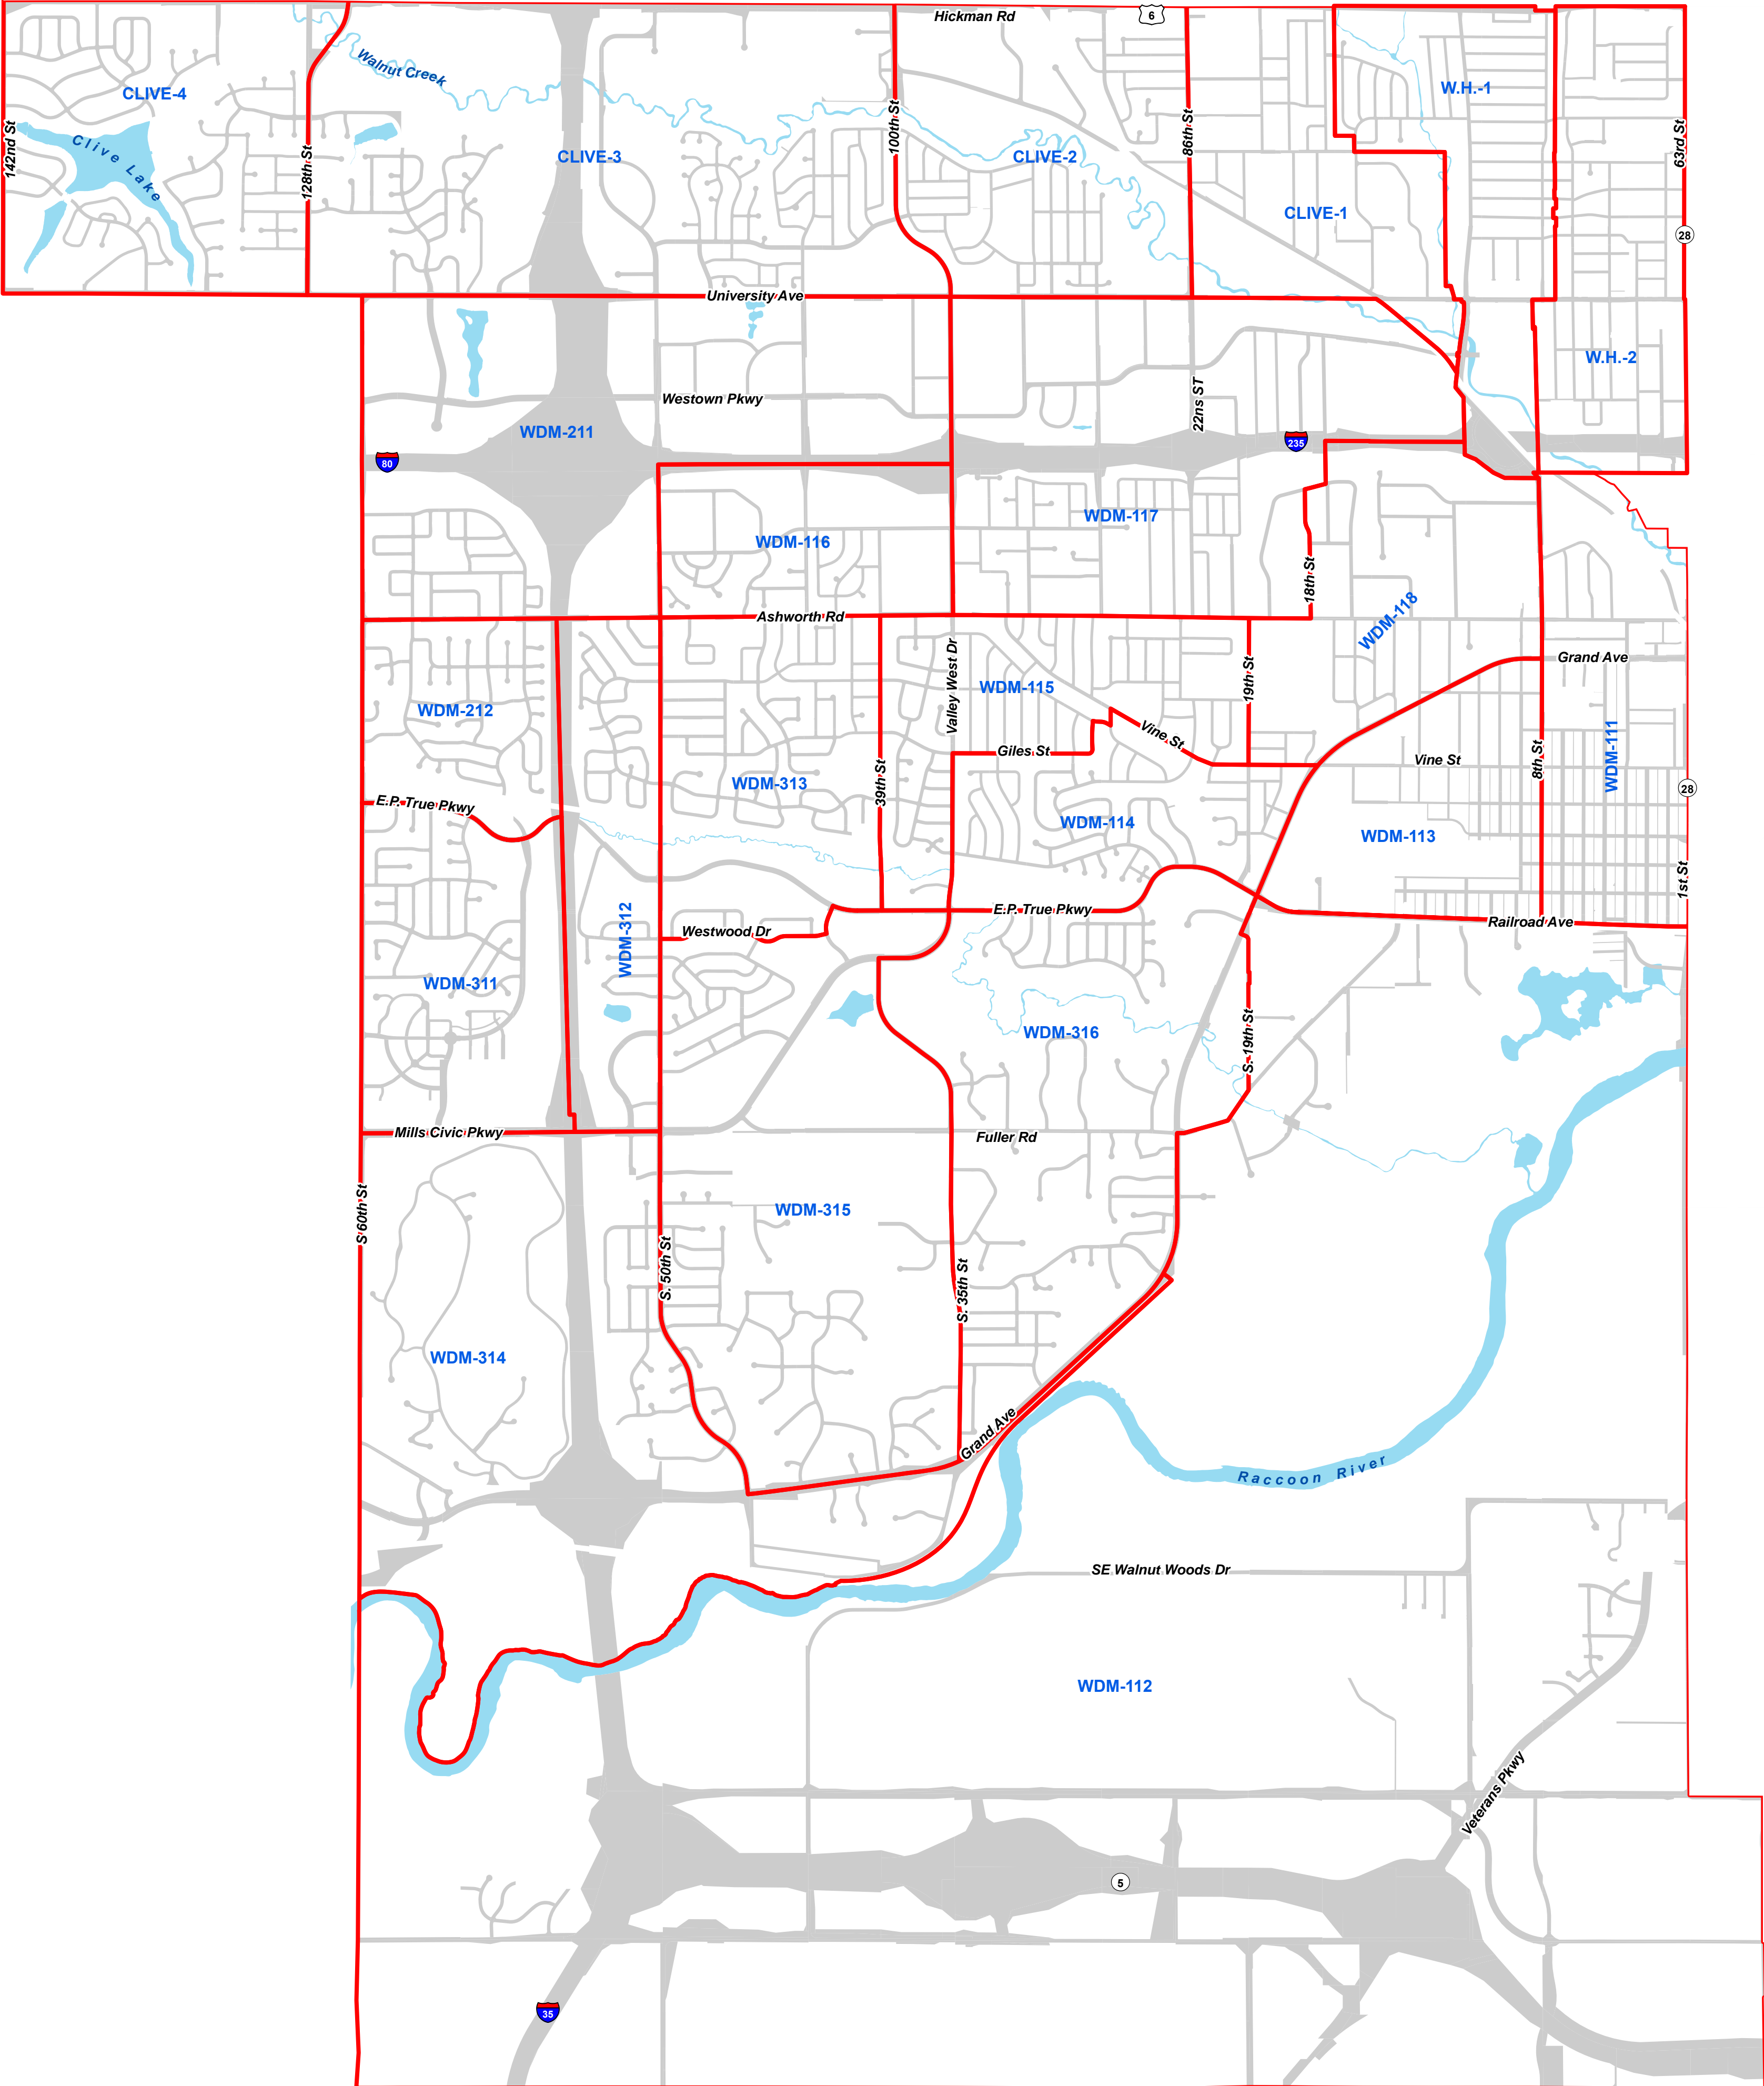 Hickman Rd
6
Walnut Creek
CLIVE-4
W.H.-1
142nd St
Clive Lake
128th St
CLIVE-3
100th St
CLIVE-2
86th St
63rd St
CLIVE-1
28
University Ave
W.H.-2
Westown Pkwy
22ns ST
WDM-211
80
235
WDM-117
WDM-116
18th St
WDM-118
Ashworth Rd
Grand Ave
WDM-212
Valley West Dr
WDM-115
19th St
Vine St
Giles St
Vine St
8th St
WDM-111
WDM-313
39th St
28
E.P. True Pkwy
WDM-114
WDM-113
1st St
E.P. True Pkwy
Railroad Ave
Westwood Dr
WDM-312
WDM-311
WDM-316
S. 19th St
Mills Civic Pkwy
Fuller Rd
S 60th St
WDM-315
S. 50th St
S. 35th St
WDM-314
Grand Ave
Raccoon River
SE Walnut Woods Dr
WDM-112
Veterans Pkwy
5
35